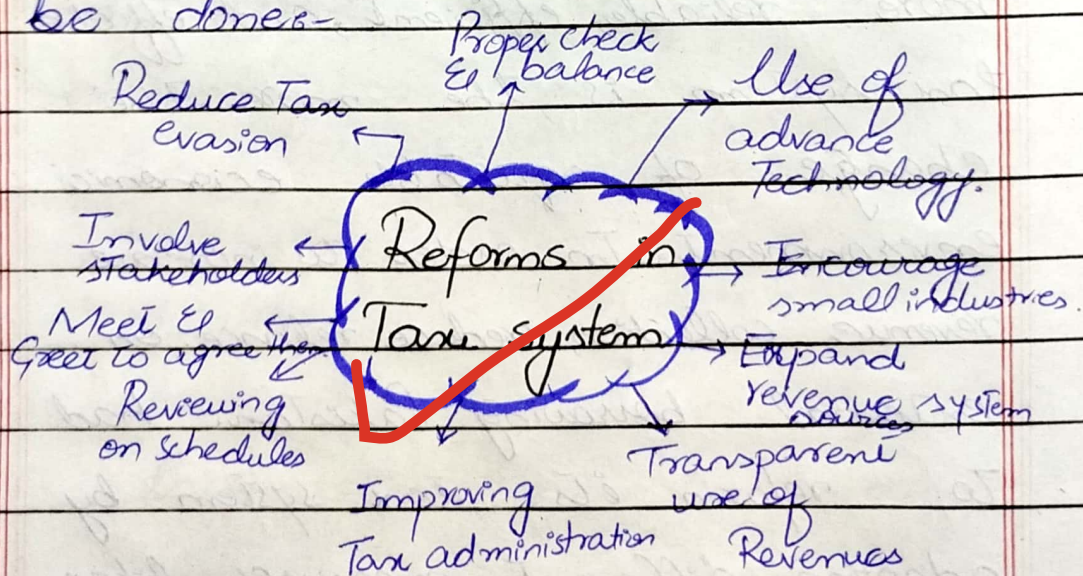 be done:-
Proper check
& balance
Reduce Tax
evasion
Use of
advance
Technology.
Involve
stakeholders
Reforms in
Tax system
Encourage
small industries.
Meet &
Greet to agree them
Expand
revenue system
sources
Reviewing
on schedules
Transparent
use of
Revenues
Improving
Tax administration